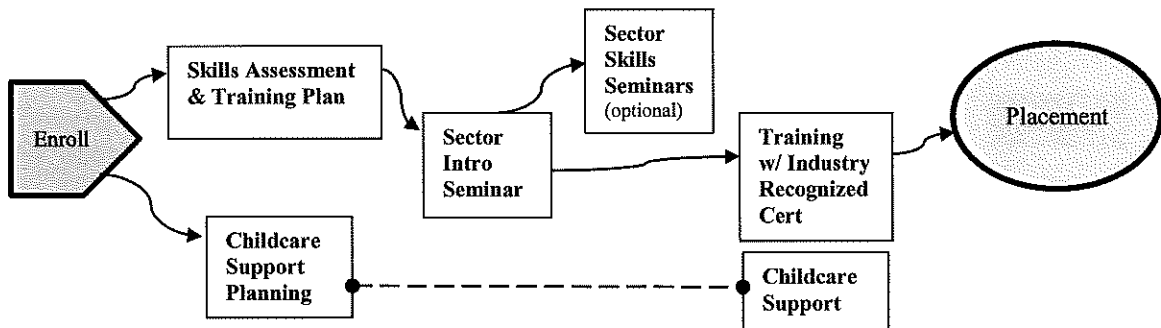 Enroll
Skills Assessment
& Training Plan
Childcare
Support
Planning
Sector
Intro
Seminar
Sector
Skills
Seminars
(optional)
Training
w/ Industry
Recognized
Cert
Childcare
Support
Placement